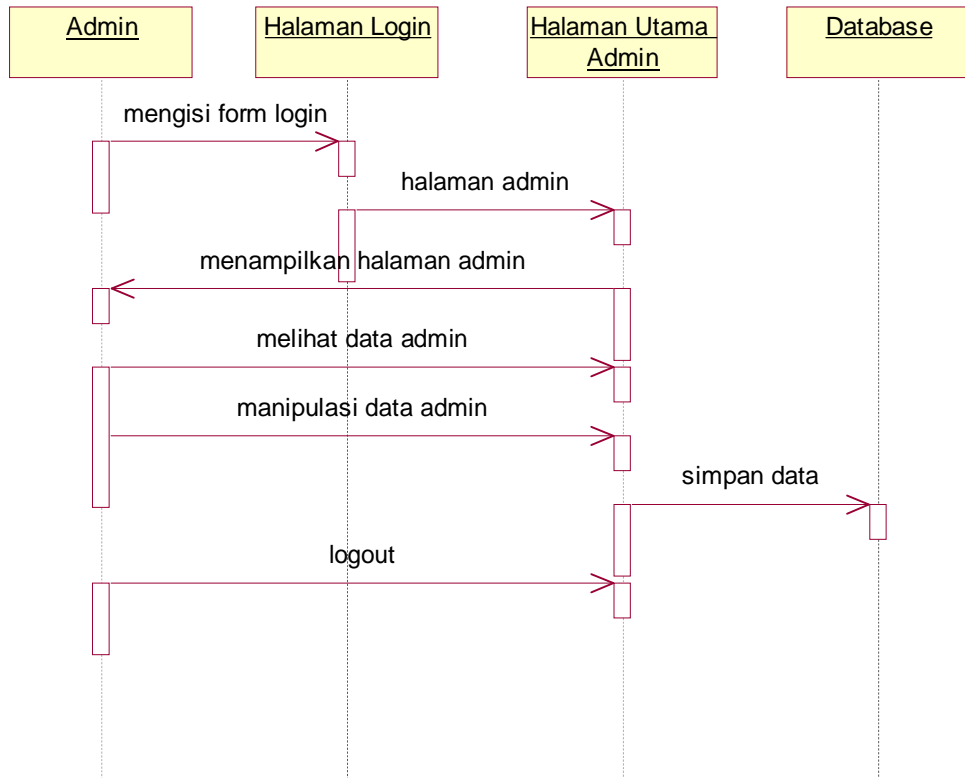 Admin
Halaman Login
Halaman Utama
Admin
Database
mengisi form login
halaman admin
menampilkan halaman admin
melihat data admin
manipulasi data admin
simpan data
logout